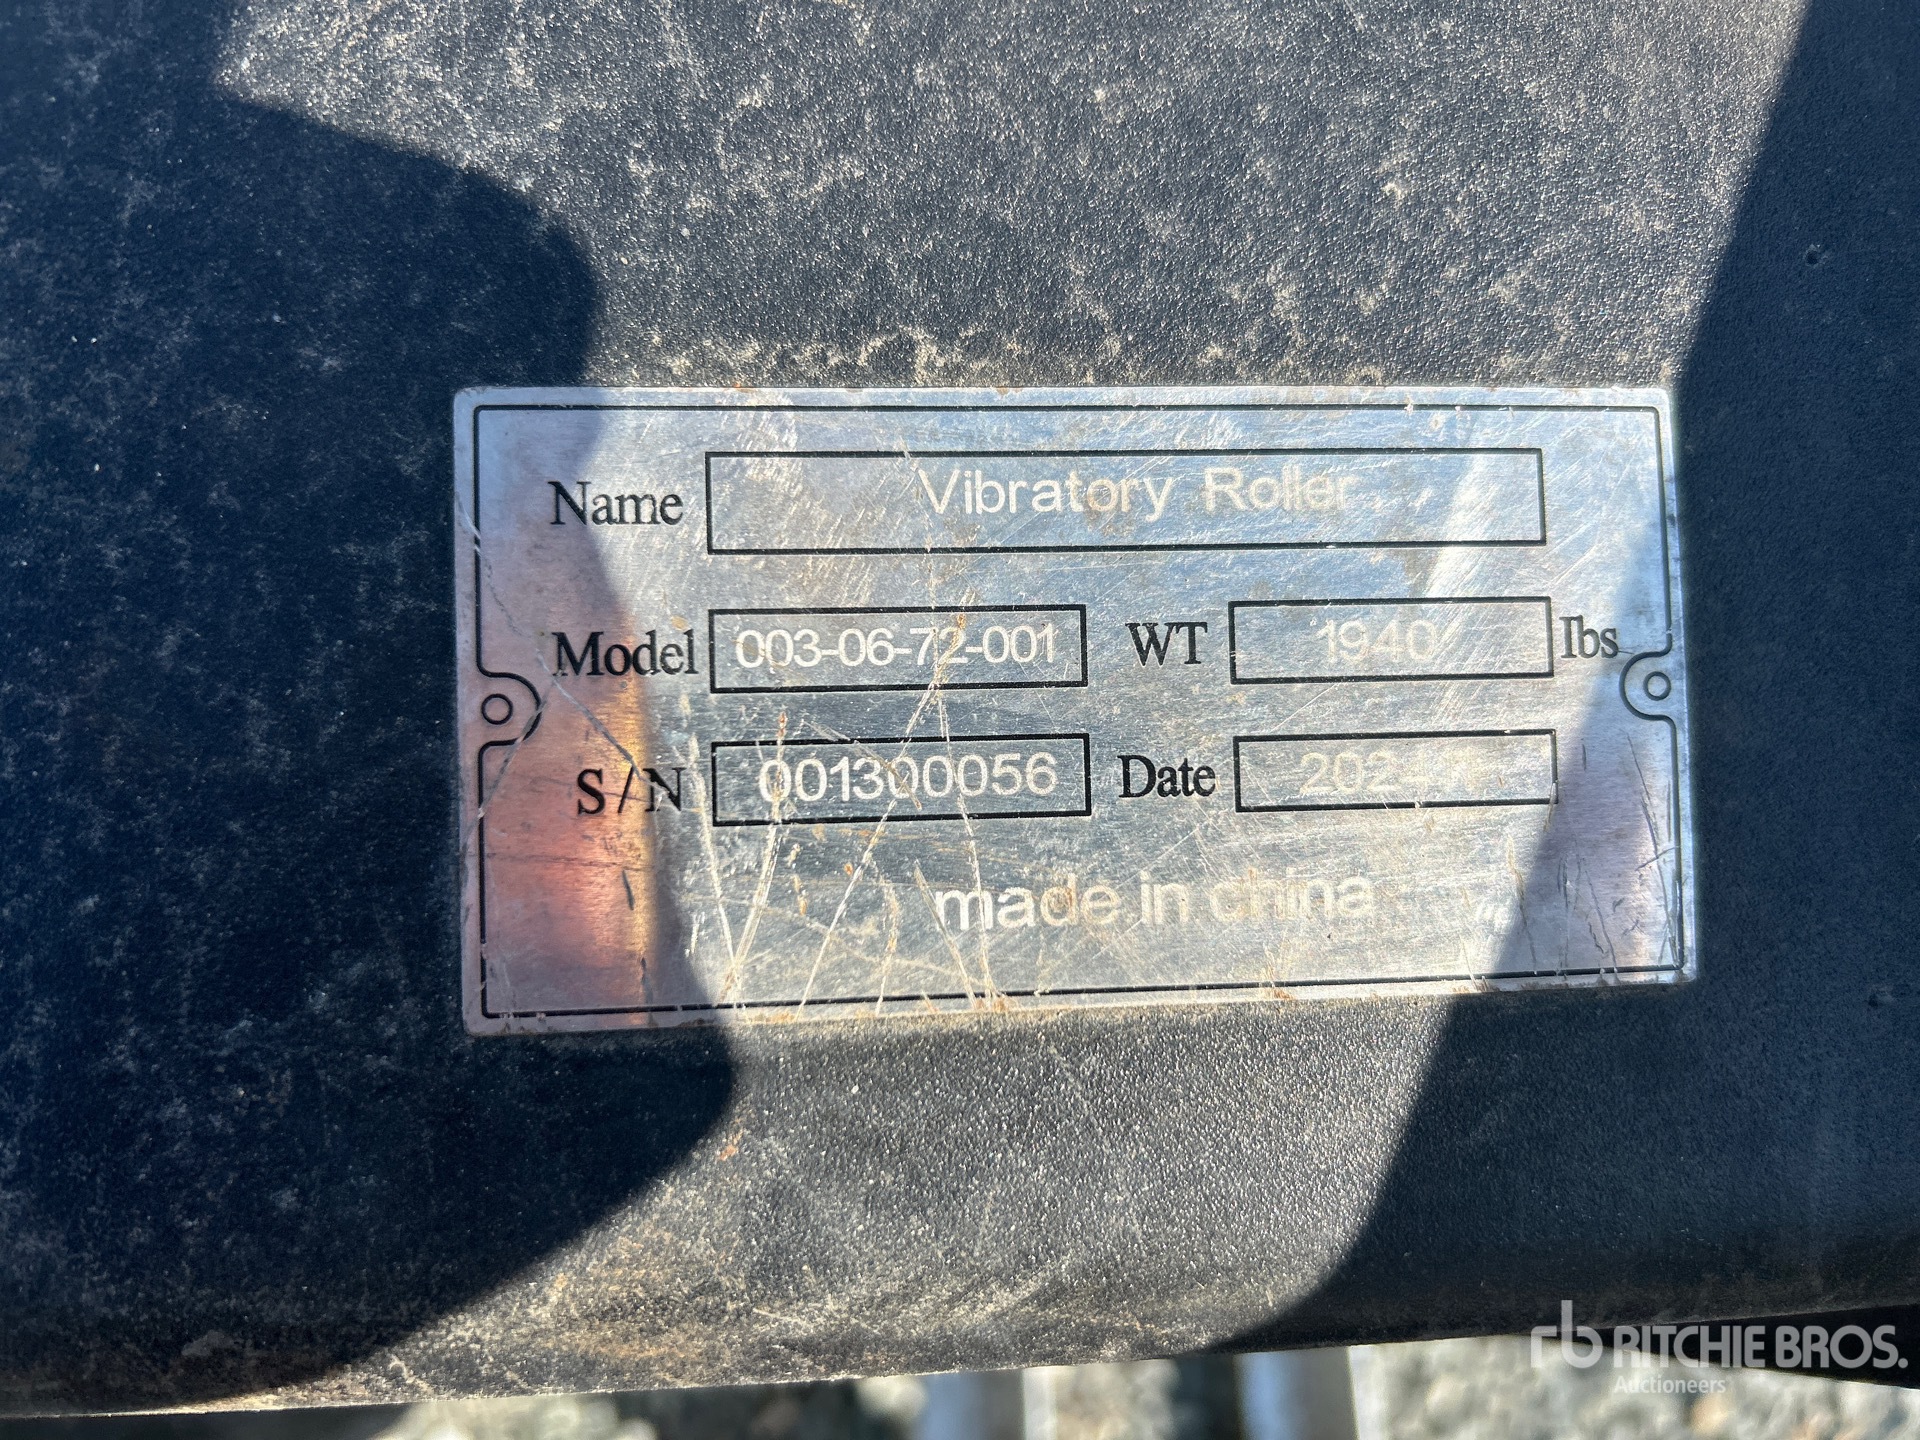 Name Vibratory Roller
Model 003-06-72-001 WT 1940 lbs
S/N 001300056 Date
made in china
rb RITCHIE BROS.
Auctioneers